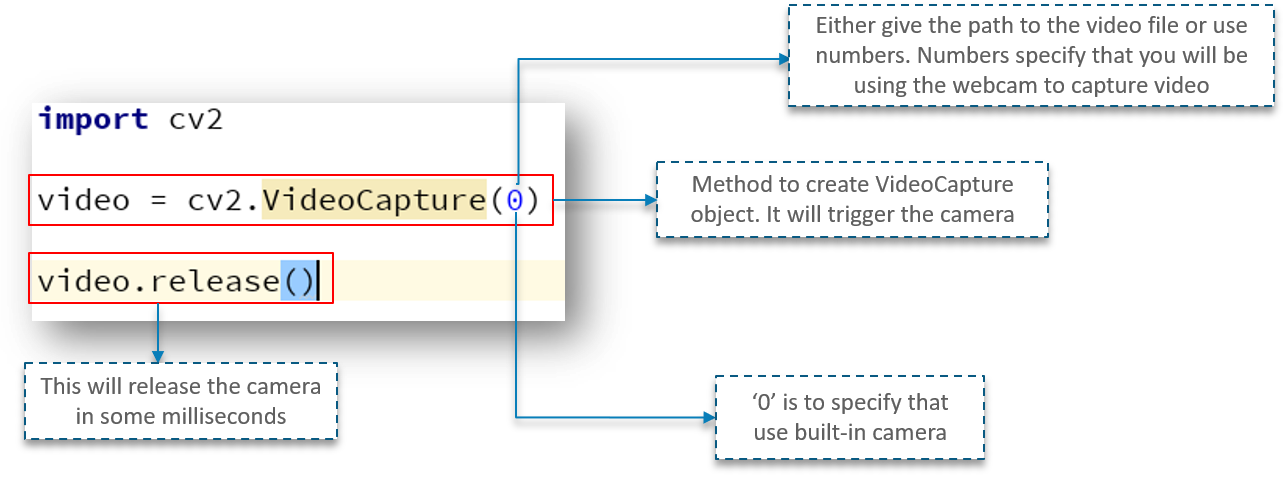 Either give the path to the video file or use
numbers. Numbers specify that you will be
using the webcam to capture video
import cv2
video = cv2.VideoCapture(0)
Method to create VideoCapture
object. It will trigger the camera
video.release()
This will release the camera
in some milliseconds
‘0’ is to specify that
use built-in camera